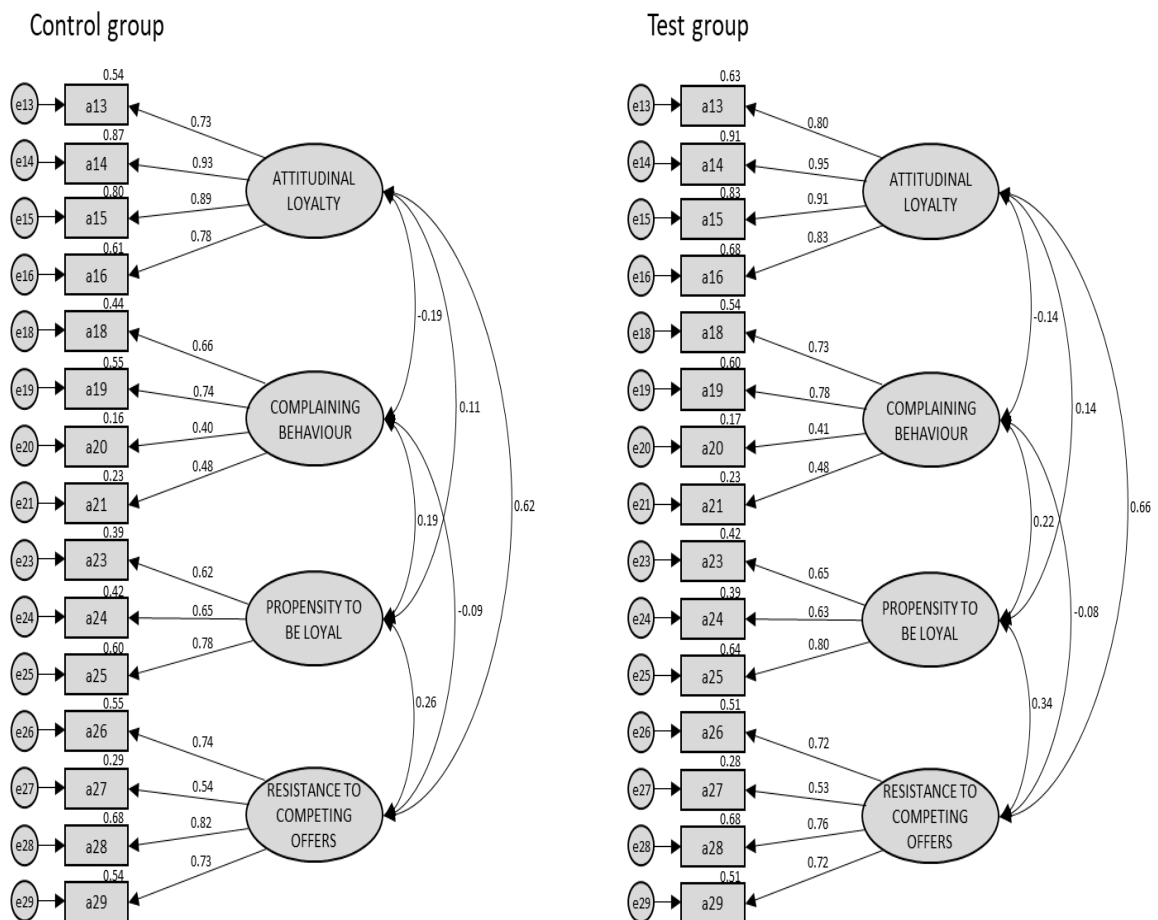 Control group
0.54
e13 a13
0.73
0.87
e14 a14
0.93
0.80
e15 a15
0.89
0.61
e16 a16
0.78
ATTITUDINAL
LOYALTY
0.44
e18 a18
0.66
0.55
e19 a19
0.74
0.16
e20 a20
0.40
0.23
e21 a21
0.48
COMPLAINING
BEHAVIOUR
0.39
e23 a23
0.62
0.42
e24 a24
0.65
0.60
e25 a25
0.78
PROPENSITY TO
BE LOYAL
0.55
e26 a26
0.74
0.29
e27 a27
0.54
0.68
e28 a28
0.82
0.54
e29 a29
0.73
RESISTANCE TO
COMPETING
OFFERS
-0.19
0.11
0.62
0.19
-0.09
0.26
Test group
0.63
e13 a13
0.80
0.91
e14 a14
0.95
0.83
e15 a15
0.91
0.68
e16 a16
0.83
ATTITUDINAL
LOYALTY
0.54
e18 a18
0.73
0.60
e19 a19
0.78
0.17
e20 a20
0.41
0.23
e21 a21
0.48
COMPLAINING
BEHAVIOUR
0.42
e23 a23
0.65
0.39
e24 a24
0.63
0.64
e25 a25
0.80
PROPENSITY TO
BE LOYAL
0.51
e26 a26
0.72
0.28
e27 a27
0.53
0.68
e28 a28
0.76
0.51
e29 a29
0.72
RESISTANCE TO
COMPETING
OFFERS
-0.14
0.14
0.66
0.22
-0.08
0.34